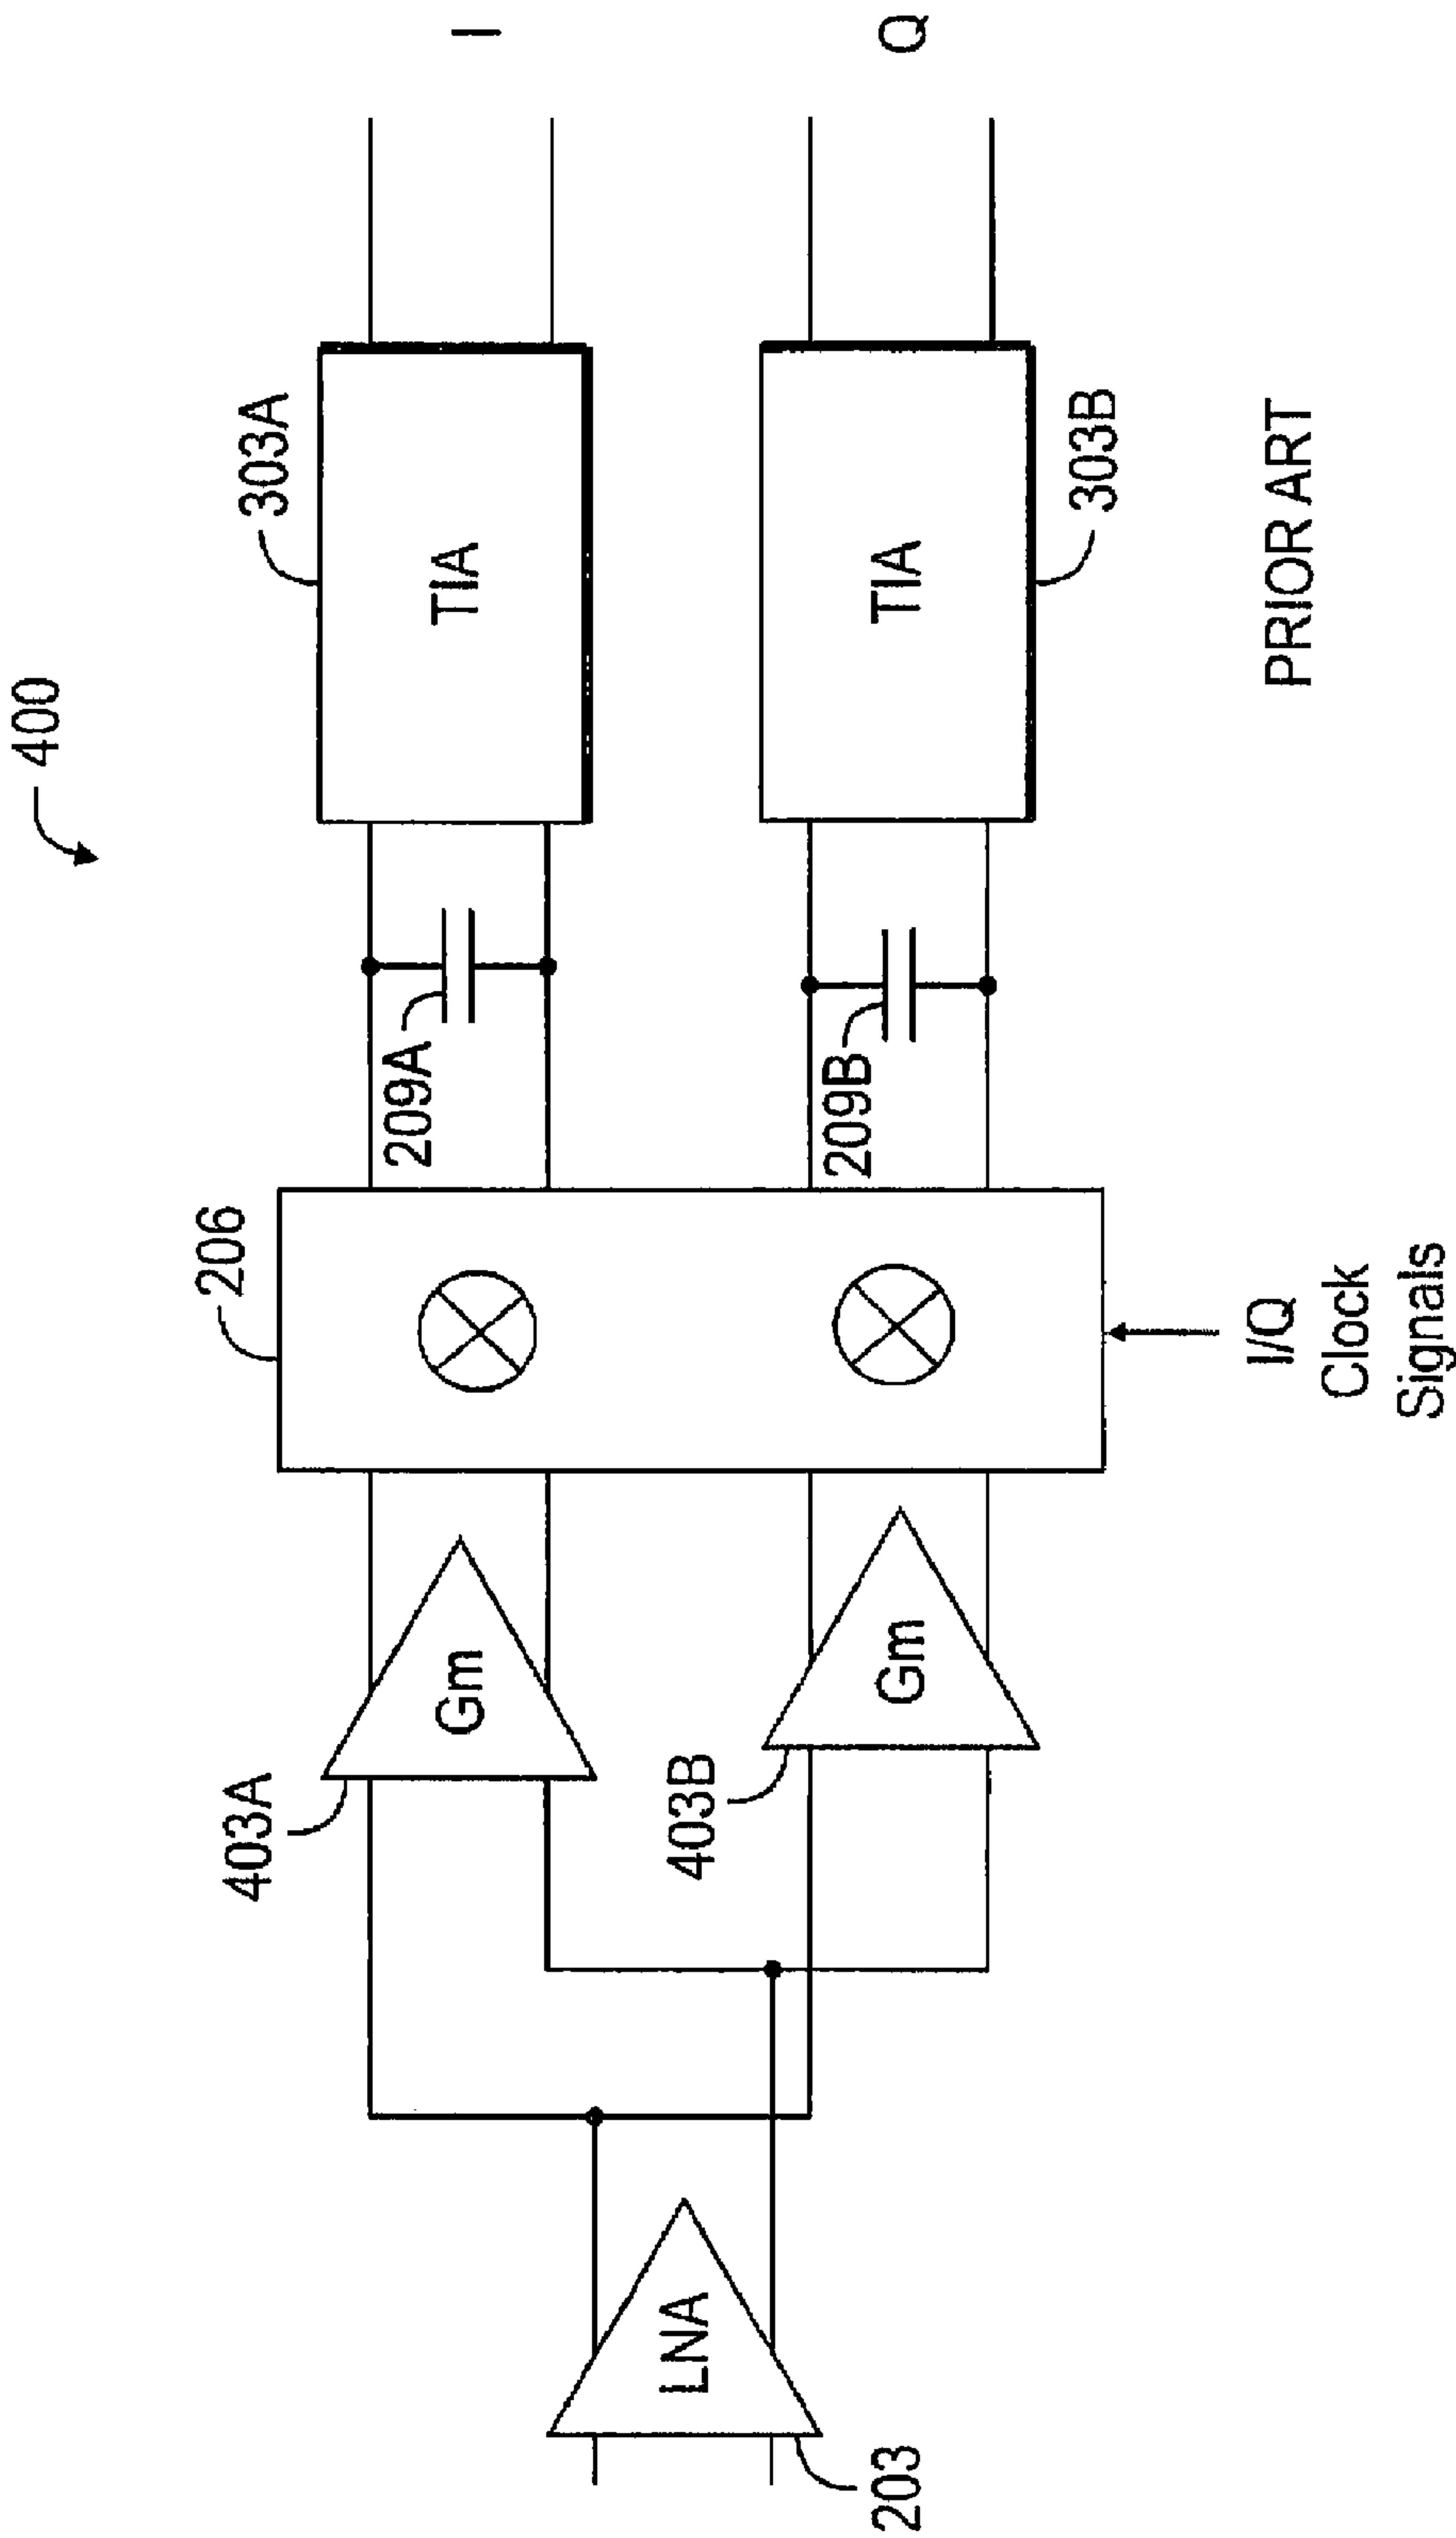 400
303A
TIA
I
209A
206
403A
Gm
LNA
203
403B
Gm
209B
TIA
303B
Q
I/Q
Clock
Signals
PRIOR ART